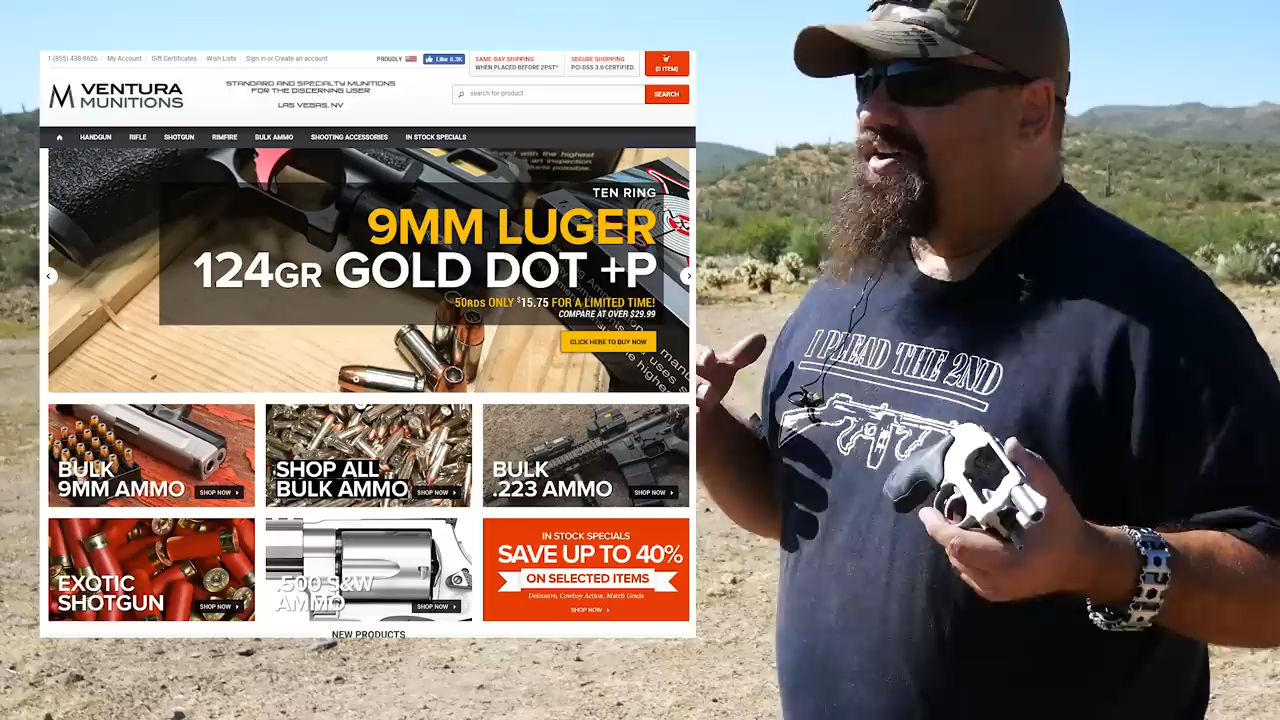 1 (855) 438-8626
My Account
Gift Certificates
Wish Lists
Sign in or Create an account
PROUDLY
Like 6.3K
SAME-DAY SHIPPING
WHEN PLACED BEFORE 2PST*
SECURE SHOPPING
PCI DSS 3.0 CERTIFIED
(0 ITEM)
VENTURA
MUNITIONS
STANDARD AND SPECIALTY MUNITIONS
FOR THE DISCERNING USER
LAS VEGAS, NV
search for product
SEARCH
HANDGUN
RIFLE
SHOTGUN
RIMFIRE
BULK AMMO
SHOOTING ACCESSORIES
IN STOCK SPECIALS
TEN RING
9MM LUGER
124GR GOLD DOT +P
50RDS ONLY $15.75 FOR A LIMITED TIME!
COMPARE AT OVER $29.99
CLICK HERE TO BUY NOW
BULK
9MM AMMO
SHOP NOW
SHOP ALL
BULK AMMO
SHOP NOW
BULK
.223 AMMO
SHOP NOW
EXOTIC
SHOTGUN
SHOP NOW
.500 S&W
AMMO
SHOP NOW
IN STOCK SPECIALS
SAVE UP TO 40%
ON SELECTED ITEMS
Defensive, Cowboy Action, Match Grade
SHOP NOW
NEW PRODUCTS
I PLEAD THE 2ND